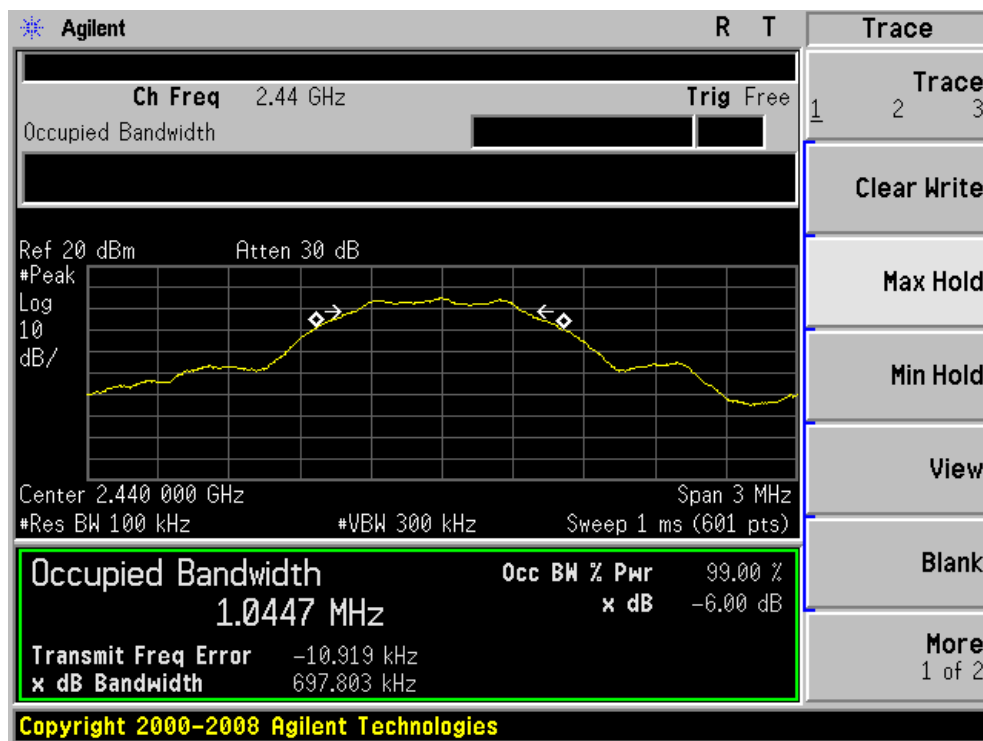 Agilent R T
Trace
Ch Freq 2.44 GHz Trig Free
Occupied Bandwidth
Ref 20 dBm Atten 30 dB
#Peak
Log
10
dB/
Center 2.440 000 GHz Span 3 MHz
#Res BW 100 kHz #VBW 300 kHz Sweep 1 ms (601 pts)
Occupied Bandwidth Occ BW % Pwr 99.00 %
1.0447 MHz x dB -6.00 dB
Transmit Freq Error -10.919 kHz
x dB Bandwidth 697.803 kHz
Copyright 2000-2008 Agilent Technologies
Trace
1 2 3
Clear Write
Max Hold
Min Hold
View
Blank
More
1 of 2